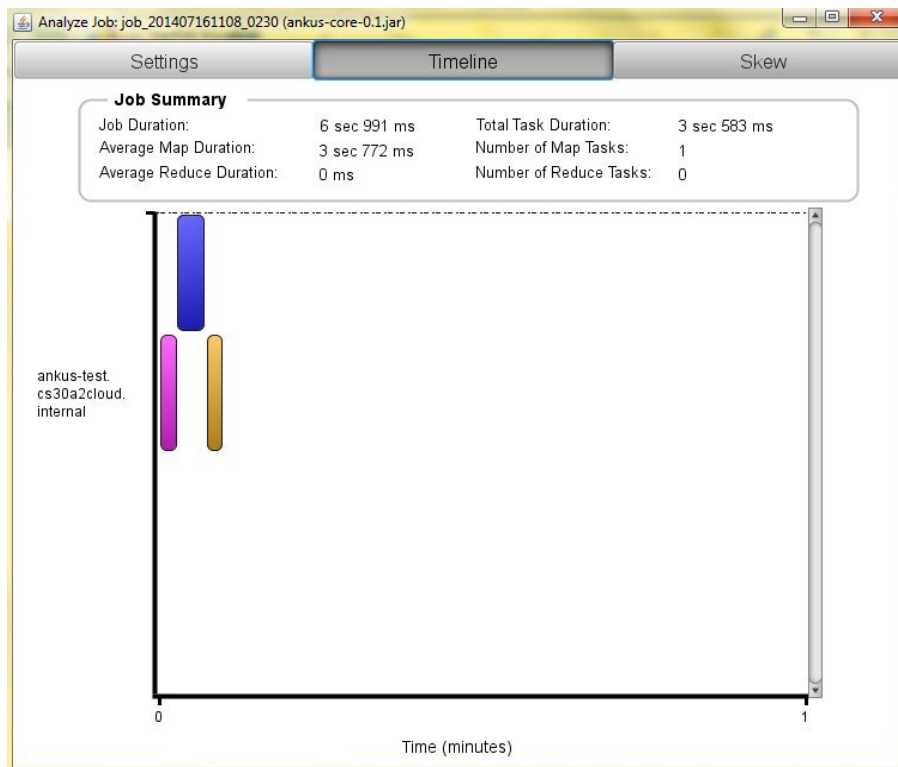 Analyze Job: job_201407161108_0230 (ankus-core-0.1.jar)
Settings Timeline Skew
Job Summary
Job Duration: 6 sec 991 ms Total Task Duration: 3 sec 583 ms
Average Map Duration: 3 sec 772 ms Number of Map Tasks: 1
Average Reduce Duration: 0 ms Number of Reduce Tasks: 0
ankus-test.
cs30a2cloud.
internal
0 1
Time (minutes)